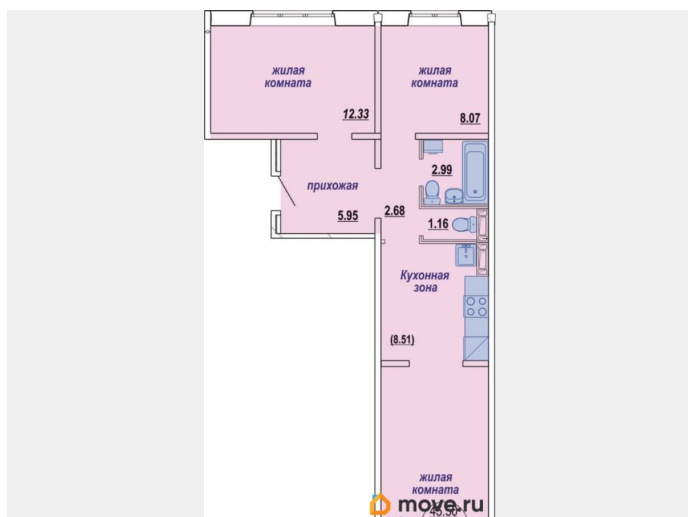 жилая
комната
12.33
жилая
комната
8.07
2.99
прихожая
5.95
2.68
1.16
Кухонная
зона
(8.51)
жилая
комната
move.ru